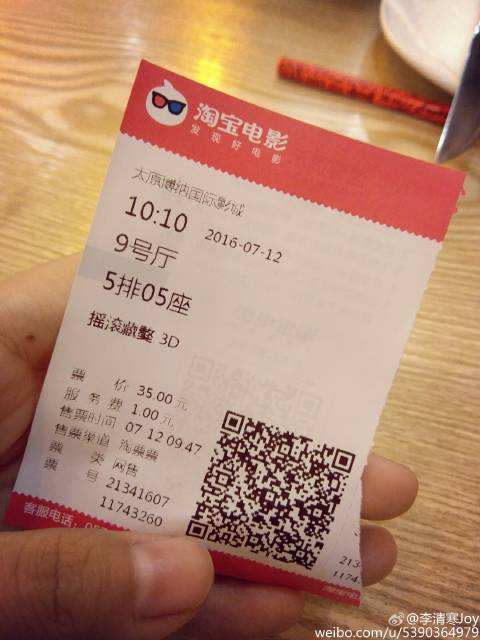 淘宝电影
发现好电影
太原博纳国际影城
10:10 2016-07-12
9号厅
5排05座
摇滚藏獒 3D
票 价 35.00 元
服 务 费 1.00 元
售票时间 07 12 09:47
售票渠道 淘票票
票 类 网售
票 号 21341607
11743260
客服电话:
2134
1174
@李清寒Joy
weibo.com/u/5390364979